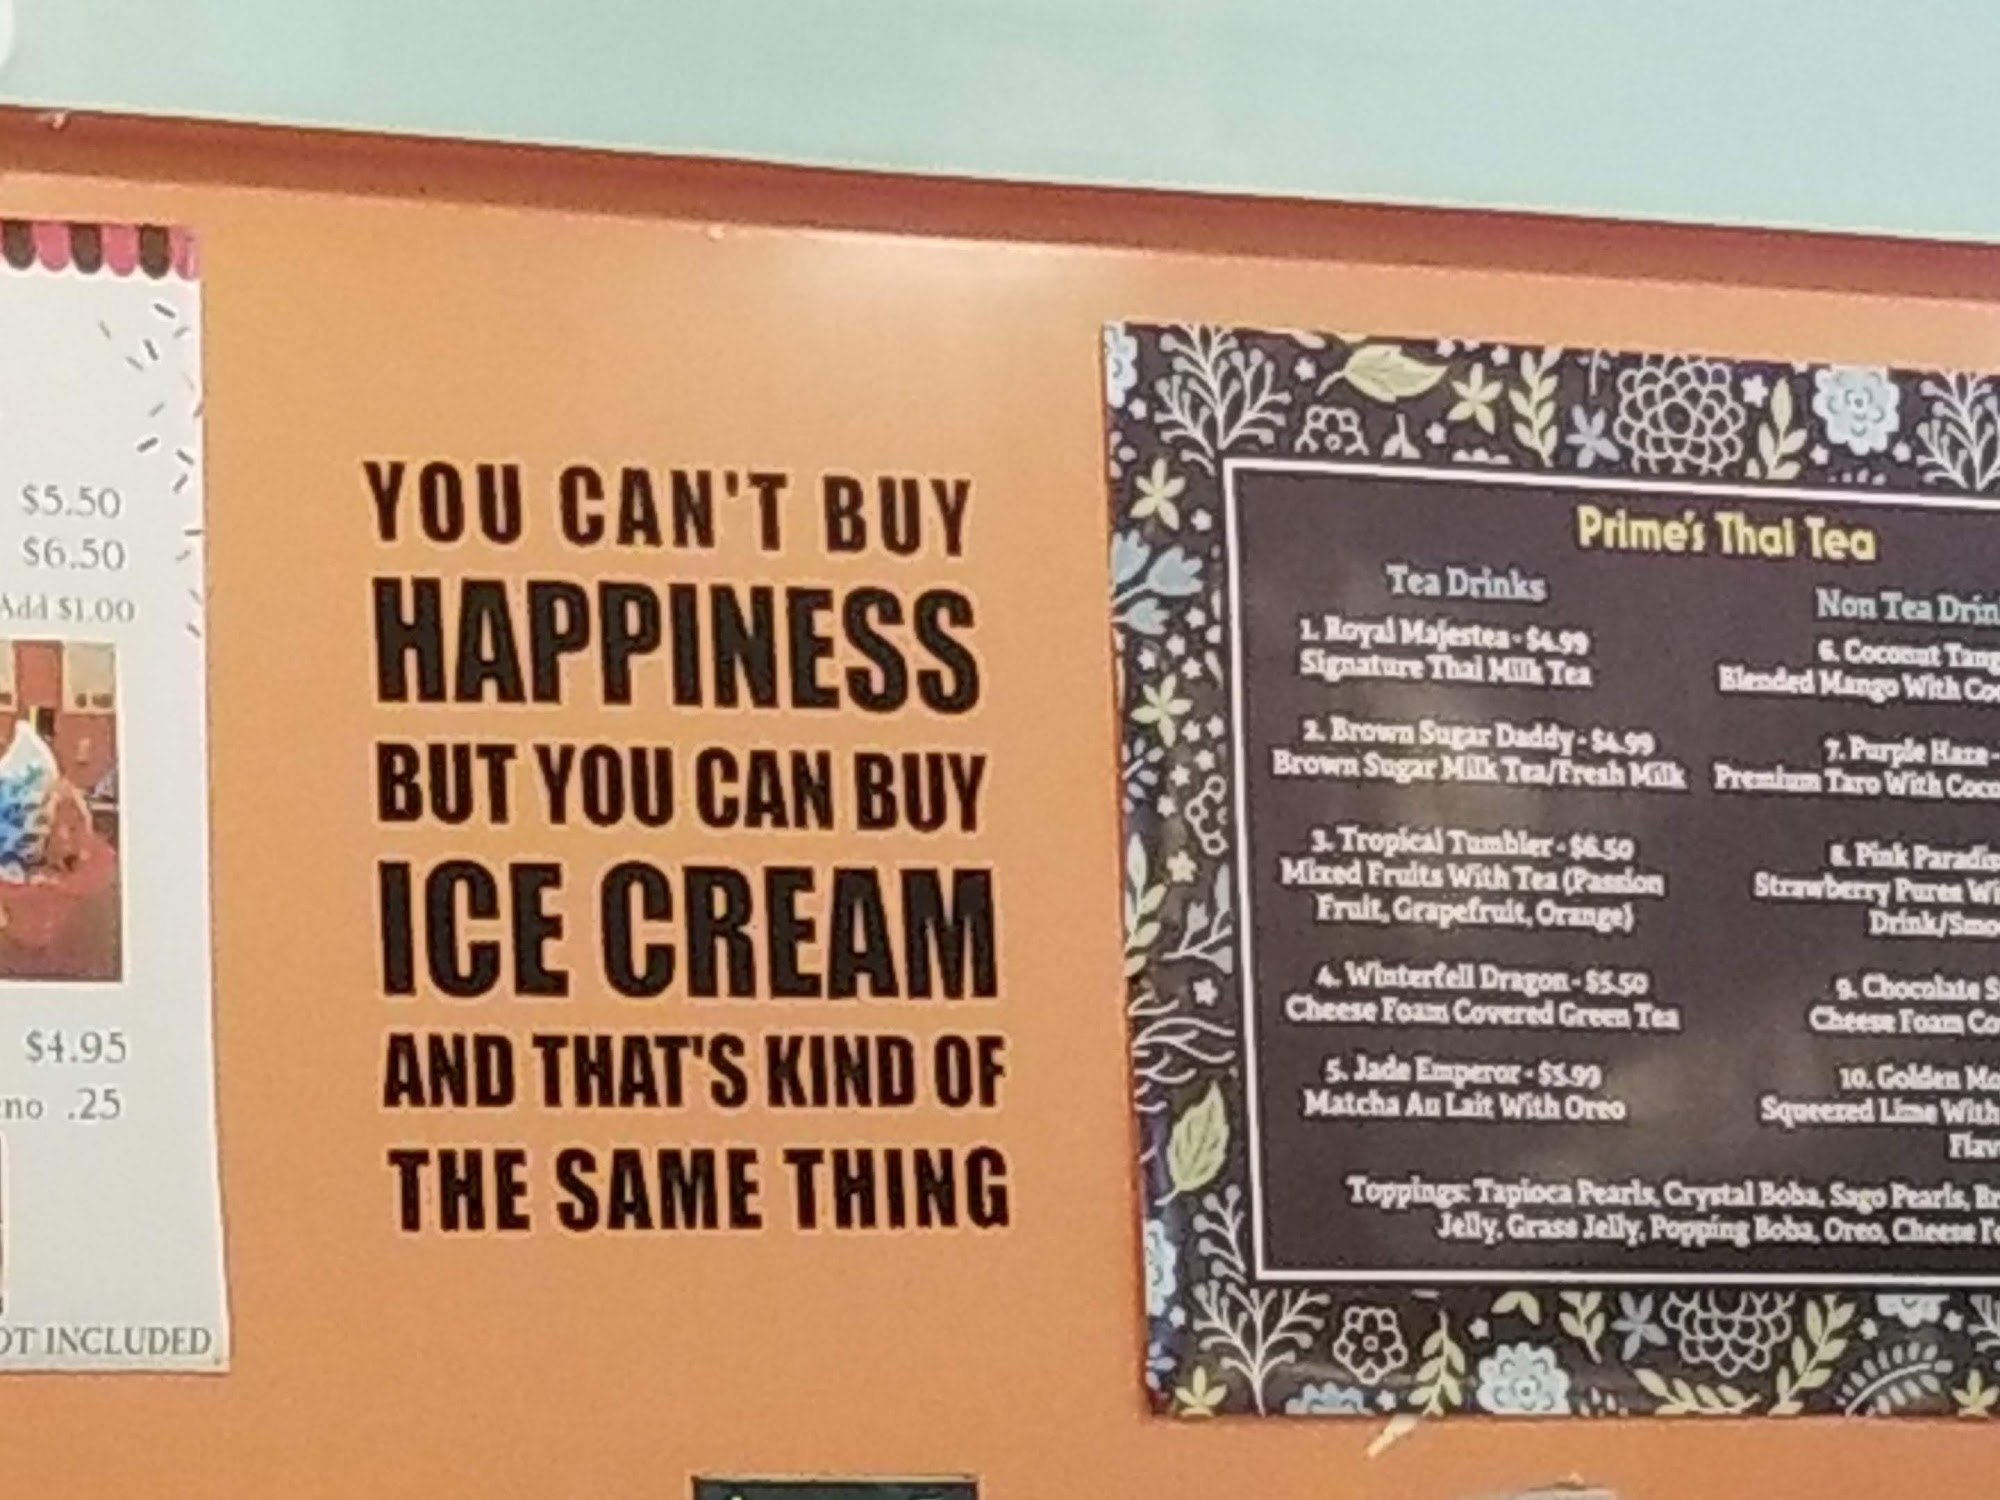 $5.50
$6.50
Add $1.00
$4.95
.25
INCLUDED
YOU CAN'T BUY
HAPPINESS
BUT YOU CAN BUY
ICE CREAM
AND THAT'S KIND OF
THE SAME THING
Prime's Thai Tea
Tea Drinks
1. Royal Majestea - $4.99
Signature Thai Milk Tea
2. Brown Sugar Daddy - $4.99
Brown Sugar Milk Tea/Fresh Milk
3. Tropical Tumbler - $6.50
Mixed Fruits With Tea (Passion
Fruit, Grapefruit, Orange)
4. Winterfell Dragon - $5.50
Cheese Foam Covered Green Tea
5. Jade Emperor - $5.99
Matcha Au Lait With Oreo
Non Tea
6. Coconut
Blended Mango With
7. Purple Haze -
Premium Taro With
8. Pink
Strawberry Puree
Drink/
9. Chocolate
Cheese Foam
10. Golden
Squeezed Lime With
Toppings: Tapioca Pearls, Crystal Boba, Sago Pearls,
Jelly, Grass Jelly, Popping Boba, Oreo, Cheese